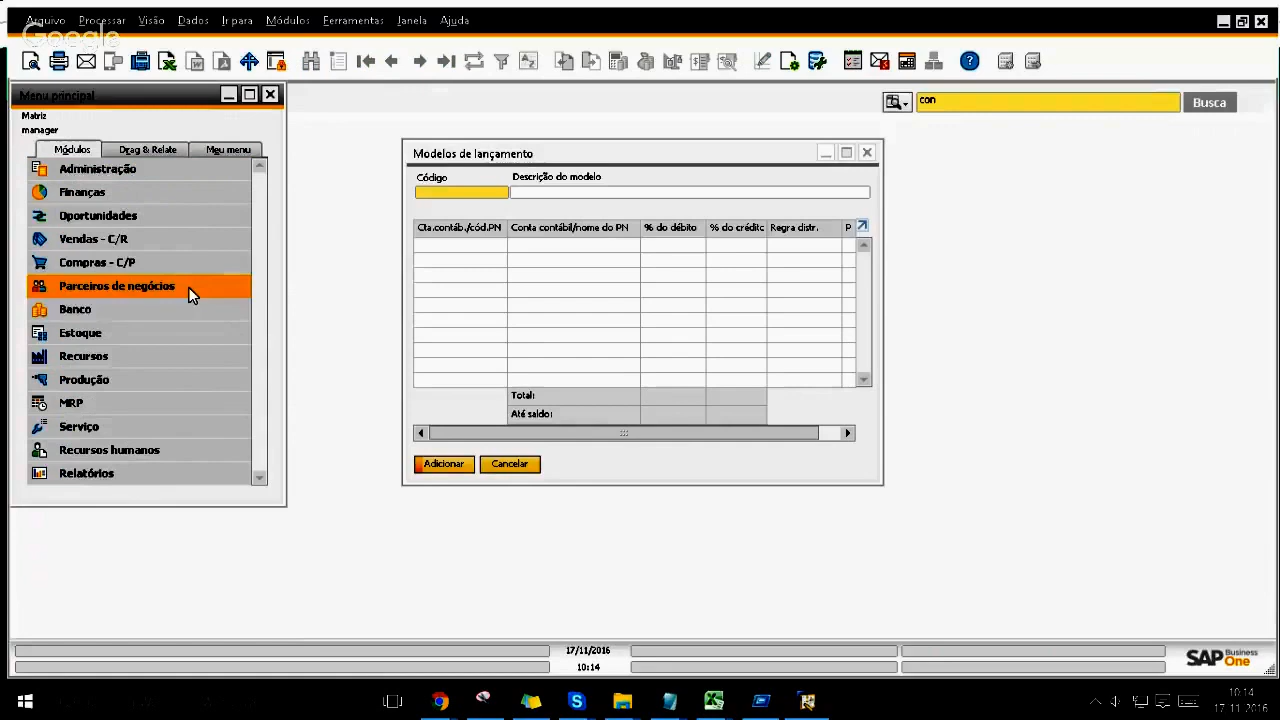 Arquivo Processar Visão Dados Ir para Módulos Ferramentas Janela Ajuda
Google
Menu principal
con
Busca
Matriz
manager
Módulos Drag & Relate Meu menu
Administração
Finanças
Oportunidades
Vendas - C/R
Compras - C/P
Parceiros de negócios
Banco
Estoque
Recursos
Produção
MRP
Serviço
Recursos humanos
Relatórios
Modelos de lançamento
Código Descrição do modelo
Cta.contáb./cód.PN Conta contábil/nome do PN % do débito % do crédito Regra distr. P
Total:
Até saldo:
Adicionar Cancelar
17/11/2016
10:14
SAP Business One
10:14
17-11-2016